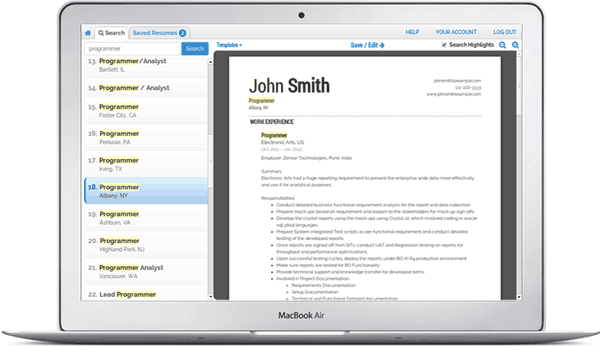 Search
Saved Resumes 2
HELP
YOUR ACCOUNT
LOG OUT
programmer
Search
Templates
Save / Edit
Search Highlights
13. Programmer/Analyst
Bartlett, IL
14. Programmer / Analyst
15. Programmer
Foster City, CA
16. Programmer
Perkasie, PA
17. Programmer
Irving, TX
18. Programmer
Albany, NY
19. Programmer
Ashburn, VA
20. Programmer
Highland Park, NJ
21. Programmer Analyst
Vancouver, WA
22. Lead Programmer
John Smith
Programmer
Albany, NY
johnsmith@example.com
111-222-3333
www.johnsmithexample.com
WORK EXPERIENCE
Programmer
Electronic Arts, US
Oct 2011 - Jan 2012
Employer: Zensar Technologies, Pune, India
Summary
Electronic Arts had a huge reporting requirement to present the enterprise wide data more effectively
and use it for analytical purposes.
Responsibilities:
Conduct detailed business functional requirement analysis for the report and data collection
Prepare mock ups based on requirement and explain to the stakeholders for mock up sign offs.
Develop the crystal reports using the mock ups using Crystal 12 which involved coding in oracle
sql plsql languages.
Prepare System Integrated Test scripts as per functional requirement and conduct detailed
testing of the developed reports.
Once reports are signed off from SITs, conduct UAT and Regression testing on reports for
throughput and performance optimizations.
Upon successful testing cycles, deploy the reports under BO XI R3 production environment
Make sure reports are tested for BO Functionality.
Provide technical support and knowledge transfer for developed items.
Involved in Project Documentation
Requirements Documentation
Setup Documentation
Technical and Functional Detailed documentation
MacBook Air